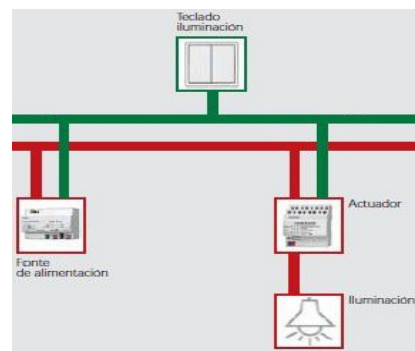 Teclado
iluminación
Actuador
Fonte
de alimentación
Iluminación